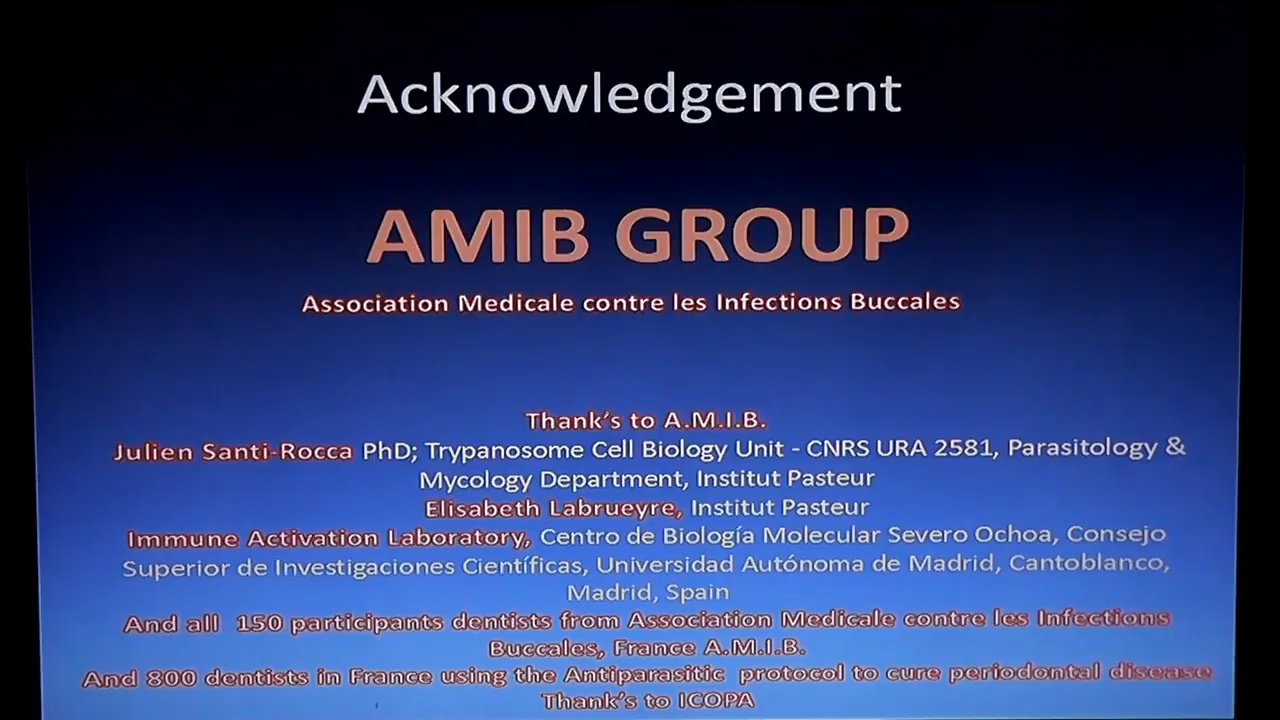 Acknowledgement
AMIB GROUP
Association Medicale contre les Infections Buccales
Thank's to A.M.I.B.
Julien Santi-Rocca PhD; Trypanosome Cell Biology Unit - CNRS URA 2581, Parasitology &
Mycology Department, Institut Pasteur
Elisabeth Labrueyre, Institut Pasteur
Immune Activation Laboratory, Centro de Biología Molecular Severo Ochoa, Consejo
Superior de Investigaciones Científicas, Universidad Autónoma de Madrid, Cantoblanco,
Madrid, Spain
And all 150 participants dentists from Association Medicale contre les Infections
Buccales, France A.M.I.B.
And 800 dentists in France using the Antiparasitic protocol to cure periodontal disease
Thank's to ICOPA